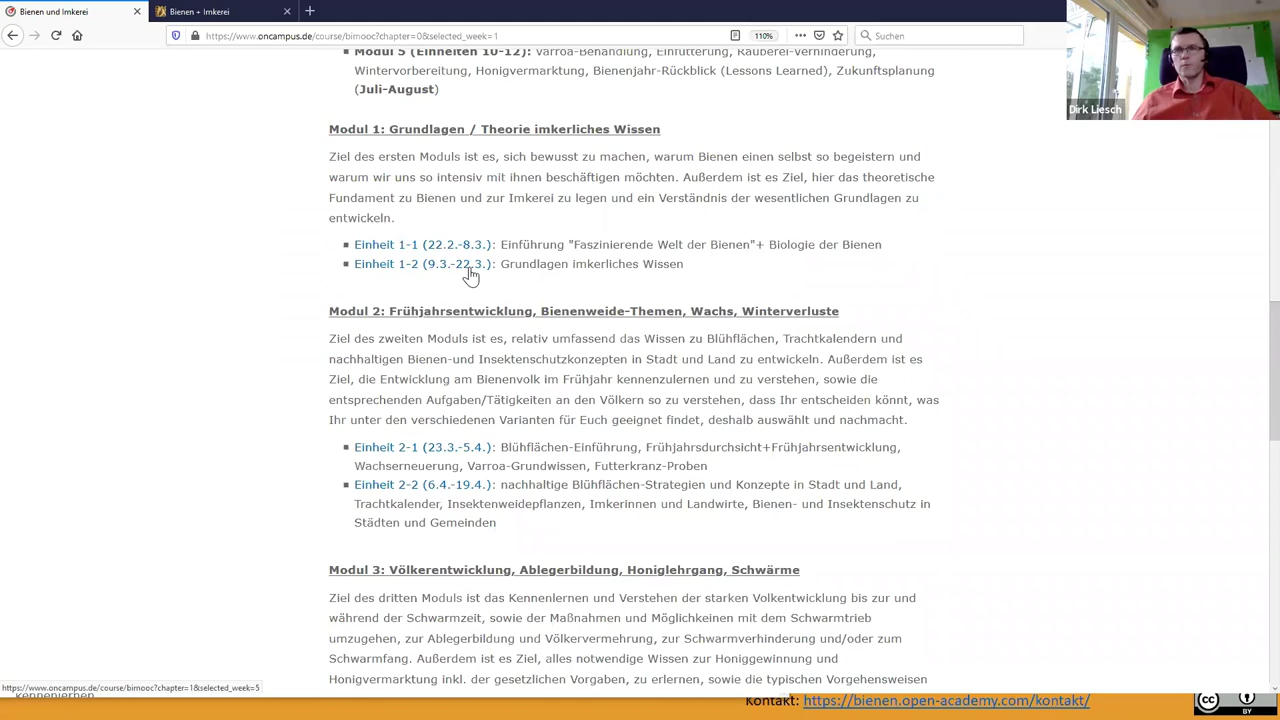 Bienen und Imkerei
Bienen + Imkerei
https://www.oncampus.de/course/bimooc?chapter=0&selected_week=1
110%
Suchen
Dirk Liesch
Modul 5 (Einheiten 10-12): Varroa-Behandlung, Einfütterung, Räuberei-Verhinderung,
Wintervorbereitung, Honigvermarktung, Bienenjahr-Rückblick (Lessons Learned), Zukunftsplanung
(Juli-August)
Modul 1: Grundlagen / Theorie imkerliches Wissen
Ziel des ersten Moduls ist es, sich bewusst zu machen, warum Bienen einen selbst so begeistern und
warum wir uns so intensiv mit ihnen beschäftigen möchten. Außerdem ist es Ziel, hier das theoretische
Fundament zu Bienen und zur Imkerei zu legen und ein Verständnis der wesentlichen Grundlagen zu
entwickeln.
Einheit 1-1 (22.2.-8.3.): Einführung "Faszinierende Welt der Bienen"+ Biologie der Bienen
Einheit 1-2 (9.3.-22.3.): Grundlagen imkerliches Wissen
Modul 2: Frühjahrsentwicklung, Bienenweide-Themen, Wachs, Winterverluste
Ziel des zweiten Moduls ist es, relativ umfassend das Wissen zu Blühflächen, Trachtkalendern und
nachhaltigen Bienen-und Insektenschutzkonzepten in Stadt und Land zu entwickeln. Außerdem ist es
Ziel, die Entwicklung am Bienenvolk im Frühjahr kennenzulernen und zu verstehen, sowie die
entsprechenden Aufgaben/Tätigkeiten an den Völkern so zu verstehen, dass Ihr entscheiden könnt, was
Ihr unter den verschiedenen Varianten für Euch geeignet findet, deshalb auswählt und nachmacht.
Einheit 2-1 (23.3.-5.4.): Blühflächen-Einführung, Frühjahrsdurchsicht+Frühjahrsentwicklung,
Wachserneuerung, Varroa-Grundwissen, Futterkranz-Proben
Einheit 2-2 (6.4.-19.4.): nachhaltige Blühflächen-Strategien und Konzepte in Stadt und Land,
Trachtkalender, Insektenweidepflanzen, Imkerinnen und Landwirte, Bienen- und Insektenschutz in
Städten und Gemeinden
Modul 3: Völkerentwicklung, Ablegerbildung, Honiglehrgang, Schwärme
Ziel des dritten Moduls ist das Kennenlernen und Verstehen der starken Volkentwicklung bis zur und
während der Schwarmzeit, sowie der Maßnahmen und Möglichkeinen mit dem Schwarmtrieb
umzugehen, zur Ablegerbildung und Völkervermehrung, zur Schwarmverhinderung und/oder zum
Schwarmfang. Außerdem ist es Ziel, alles notwendige Wissen zur Honiggewinnung und
Honigvermarktung inkl. der gesetzlichen Vorgaben, zu erlernen, sowie die typischen Vorgehensweisen
https://www.oncampus.de/course/bimooc?chapter=1&selected_week=5
Kontakt: https://bienen.open-academy.com/kontakt/
cc
BY